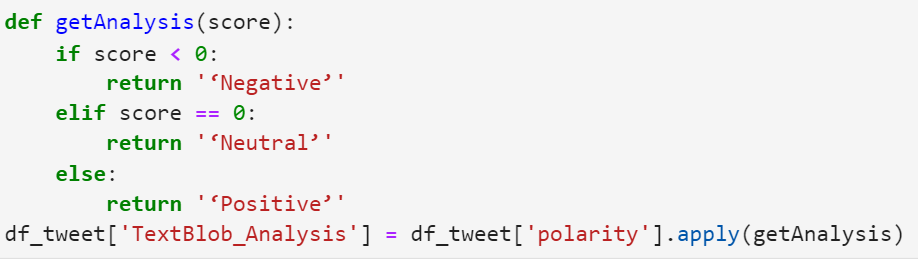 def getAnalysis(score):
    if score < 0:
        return '‘Negative’'
    elif score == 0:
        return '‘Neutral’'
    else:
        return '‘Positive’'
df_tweet['TextBlob_Analysis'] = df_tweet['polarity'].apply(getAnalysis)